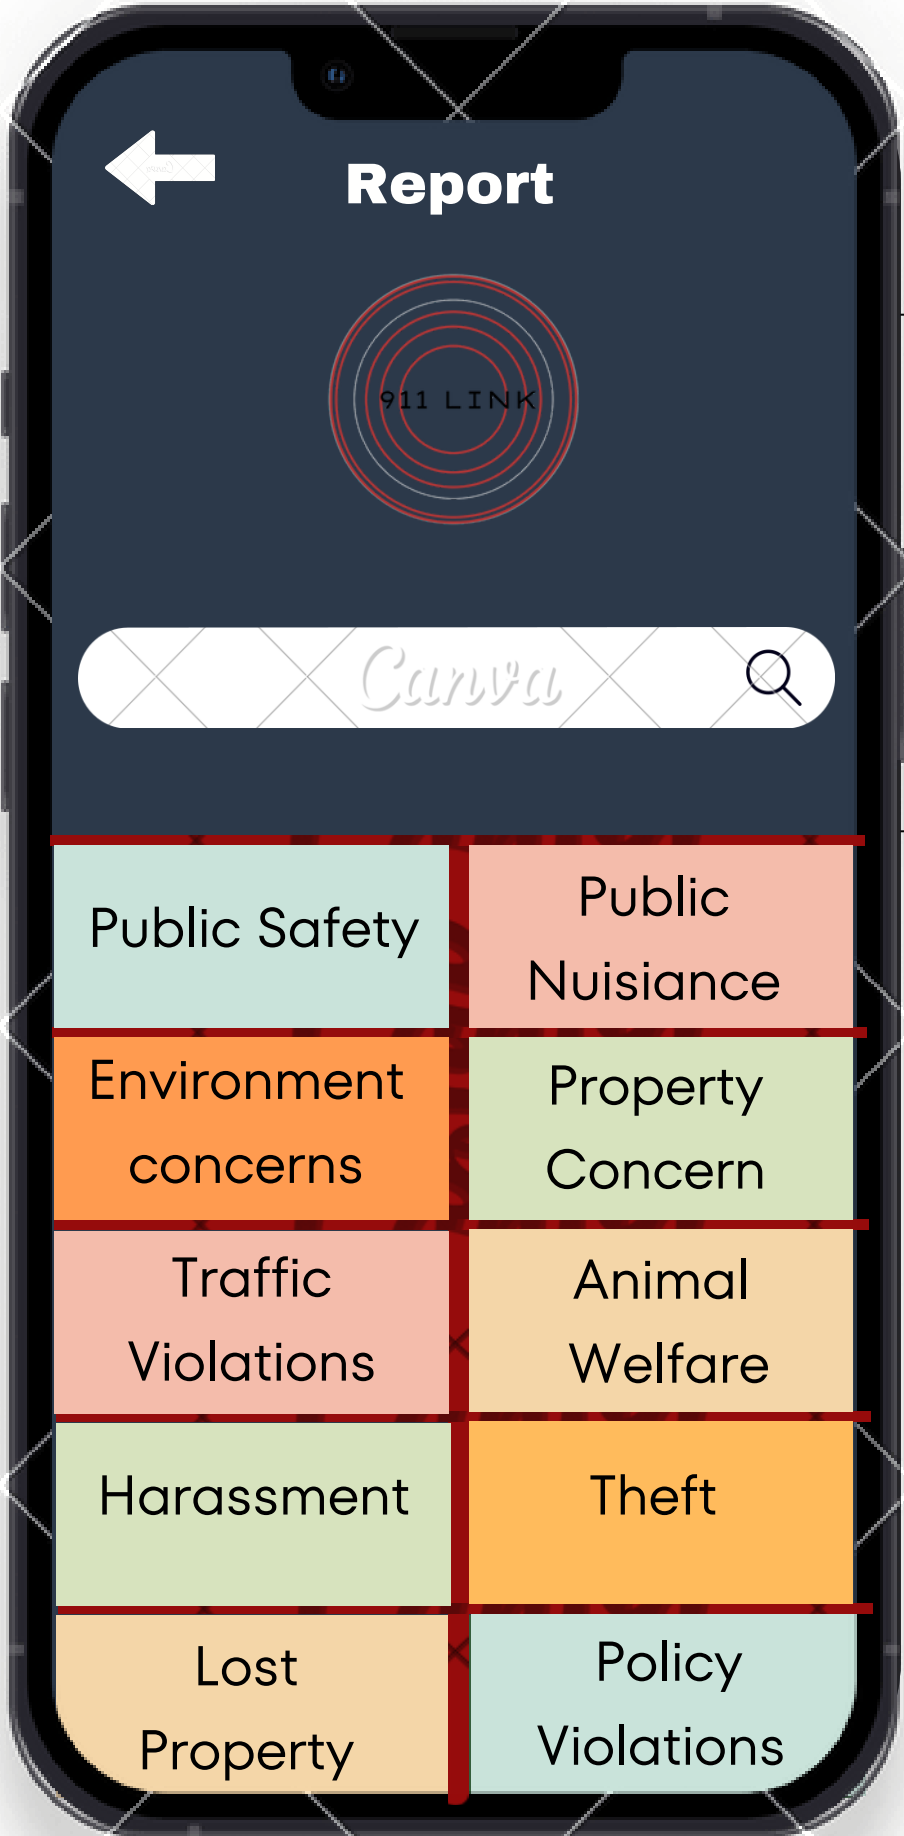 Report
911 LINK
Canva
Public Safety
Public
Nuisiance
Environment
concerns
Property
Concern
Traffic
Violations
Animal
Welfare
Harassment
Theft
Lost
Property
Policy
Violations